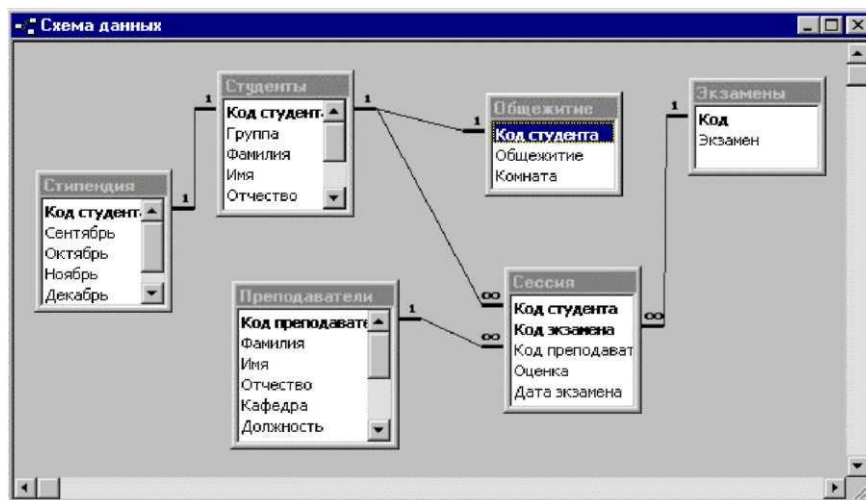 Схема данных
Студенты
Код студент
Группа
Фамилия
Имя
Отчество
1
1
1
1
Общежитие
Код студента
Общежитие
Комната
Экзамены
Код
Экзамен
1
Стипендия
Код студент
Сентябрь
Октябрь
Ноябрь
Декабрь
Преподаватели
Код преподавате
Фамилия
Имя
Отчество
Кафедра
Должность
1
∞
∞
∞
Сессия
Код студента
Код экзамена
Код преподават
Оценка
Дата экзамена